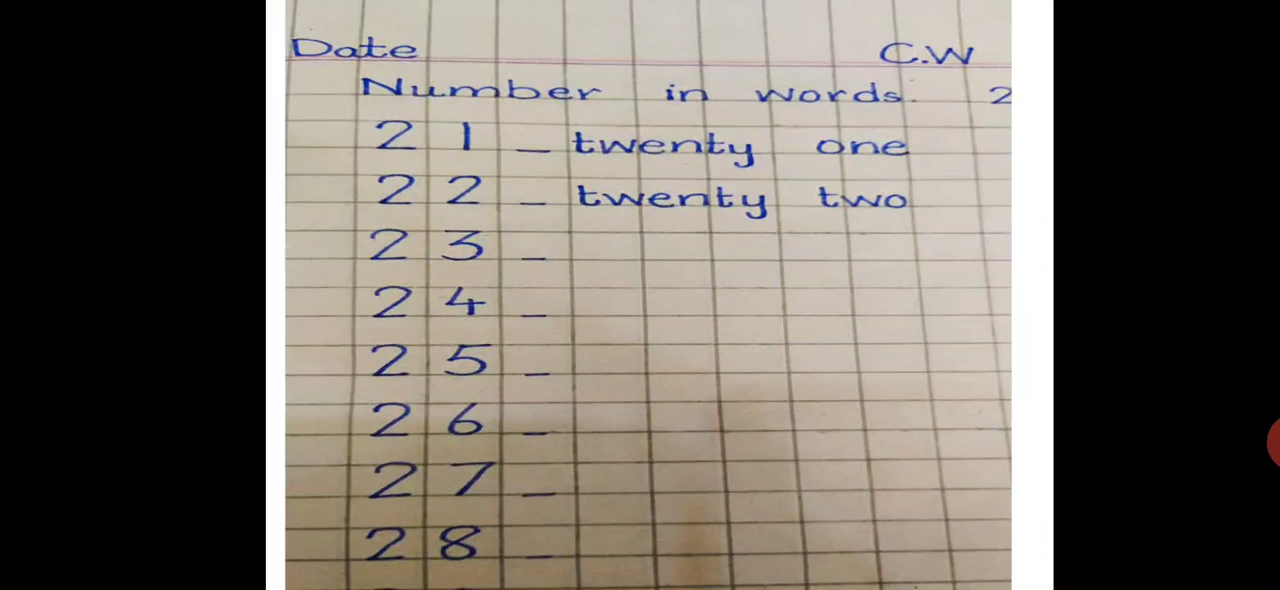 Date C.W
Number in words. 2
21 - twenty one
22 - twenty two
23 -
24 -
25 -
26 -
27 -
28 -